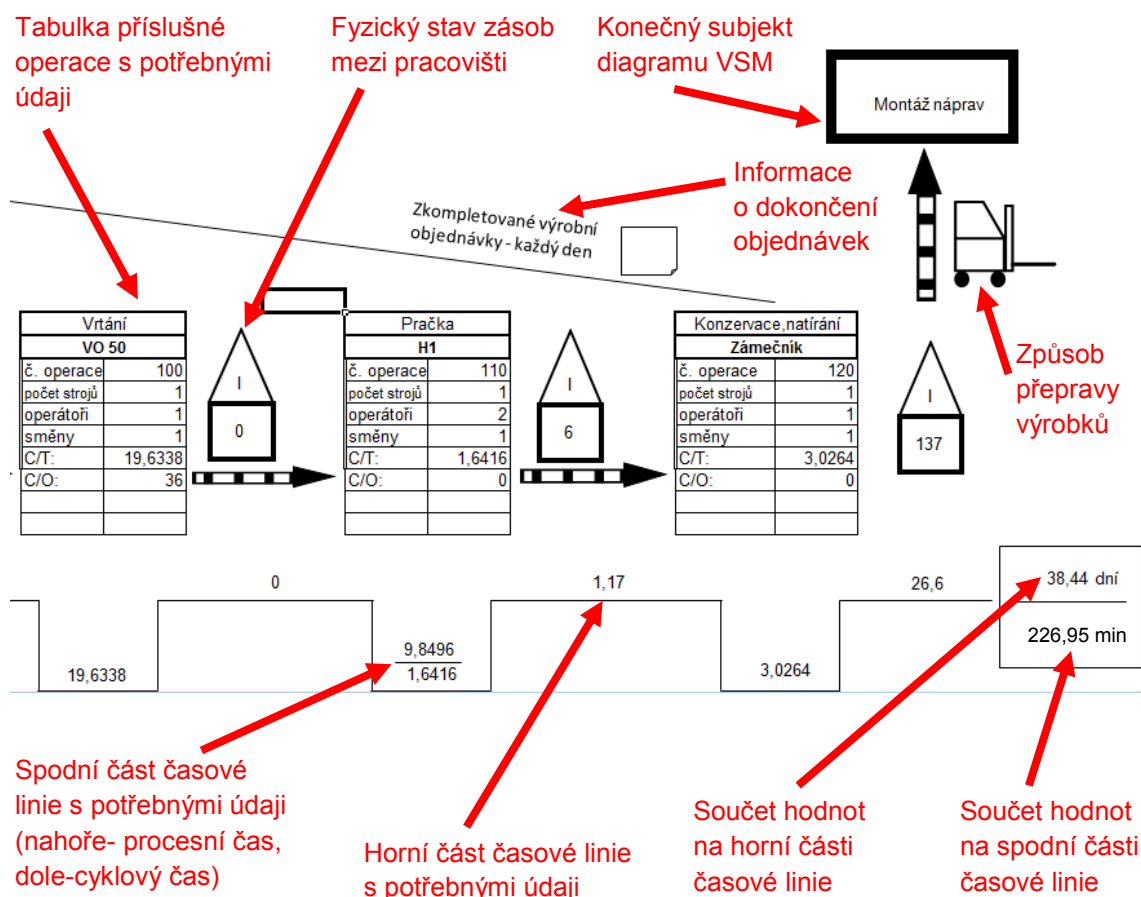 Tabulka příslušné
operace s potřebnými
údaji
Fyzický stav zásob
mezi pracovišti
Konečný subjekt
diagramu VSM
Montáž náprav
Informace
o dokončení
objednávek
Zkompletované výrobní
objednávky - každý den
Způsob
přepravy
výrobků
Vrtání
VO 50
č. operace 100
počet strojů 1
operátoři 1
směny 1
C/T: 19,6338
C/O: 36
I
0
Pračka
H1
č. operace 110
počet strojů 1
operátoři 2
směny 1
C/T: 1,6416
C/O: 0
I
6
Konzervace,natírání
Zámečník
č. operace 120
počet strojů 1
operátoři 1
směny 1
C/T: 3,0264
C/O: 0
I
137
0
1,17
26,6
38,44 dní
19,6338
9,8496
1,6416
3,0264
226,95 min
Spodní část časové
linie s potřebnými údaji
(nahoře- procesní čas,
dole-cyklový čas)
Horní část časové linie
s potřebnými údaji
Součet hodnot
na horní části
časové linie
Součet hodnot
na spodní části
časové linie